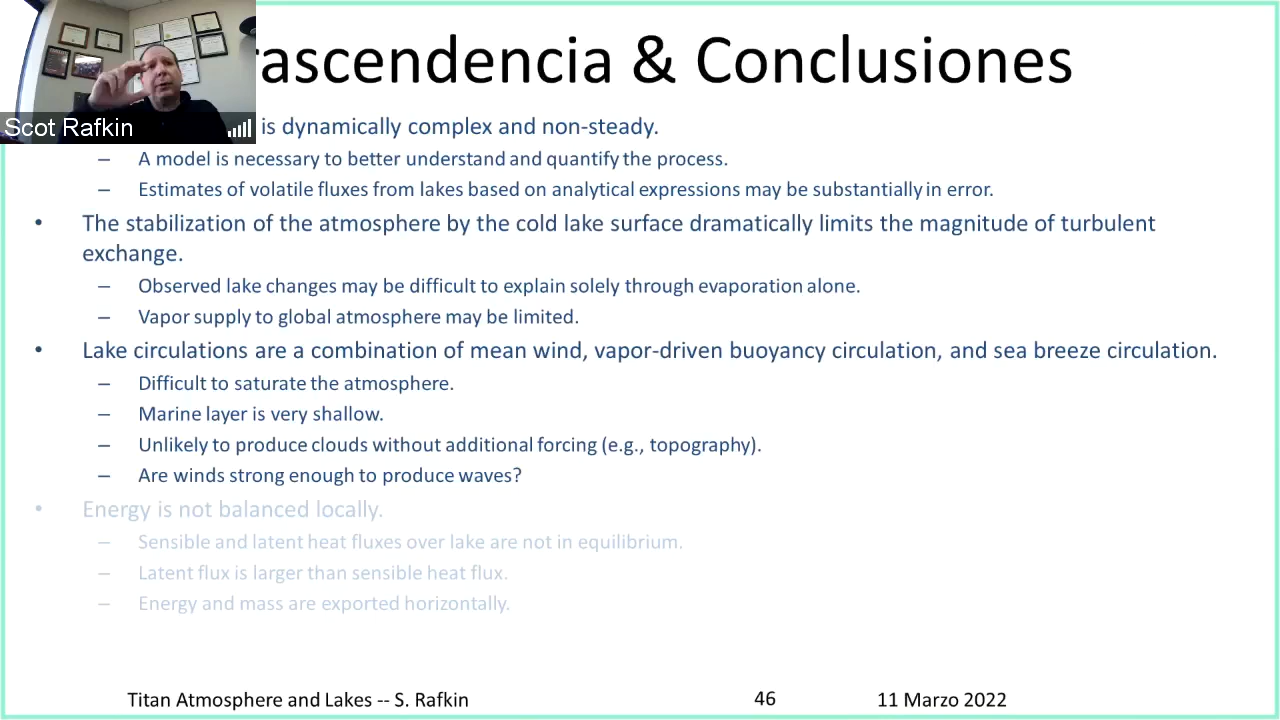 rascendencia & Conclusiones
Scot Rafkin
is dynamically complex and non-steady.
– A model is necessary to better understand and quantify the process.
– Estimates of volatile fluxes from lakes based on analytical expressions may be substantially in error.
• The stabilization of the atmosphere by the cold lake surface dramatically limits the magnitude of turbulent
exchange.
– Observed lake changes may be difficult to explain solely through evaporation alone.
– Vapor supply to global atmosphere may be limited.
• Lake circulations are a combination of mean wind, vapor-driven buoyancy circulation, and sea breeze circulation.
– Difficult to saturate the atmosphere.
– Marine layer is very shallow.
– Unlikely to produce clouds without additional forcing (e.g., topography).
– Are winds strong enough to produce waves?
• Energy is not balanced locally.
– Sensible and latent heat fluxes over lake are not in equilibrium.
– Latent flux is larger than sensible heat flux.
– Energy and mass are exported horizontally.
Titan Atmosphere and Lakes -- S. Rafkin
46
11 Marzo 2022